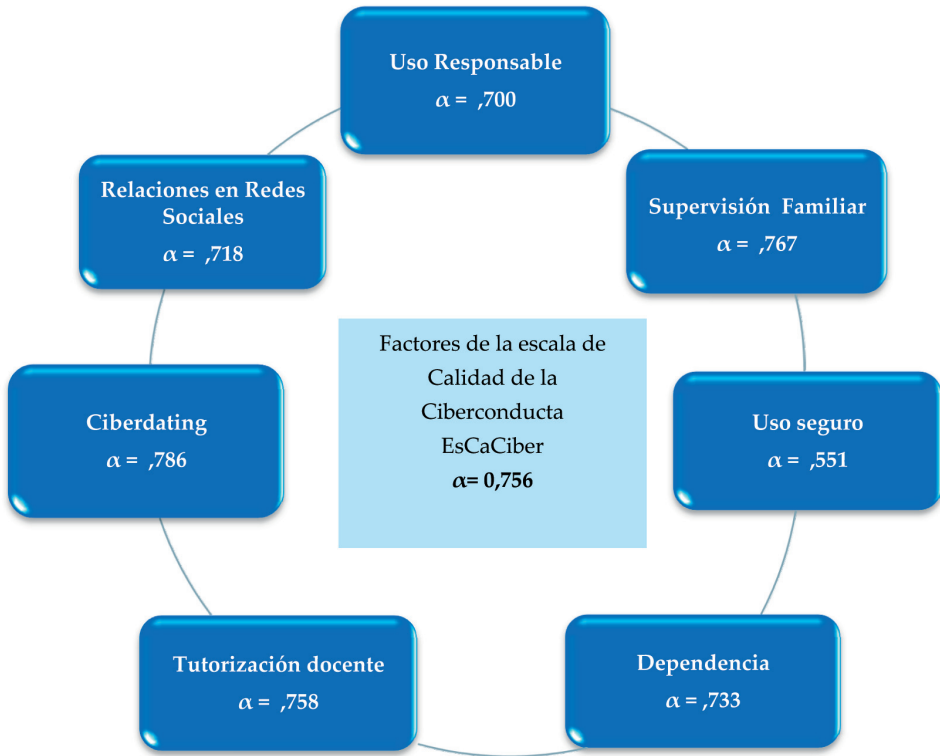 Uso Responsable
α = ,700
Relaciones en Redes
Sociales
α = ,718
Supervisión Familiar
α = ,767
Factores de la escala de
Calidad de la
Ciberconducta
EsCaCiber
α= 0,756
Ciberdating
α = ,786
Uso seguro
α = ,551
Tutorización docente
α = ,758
Dependencia
α = ,733